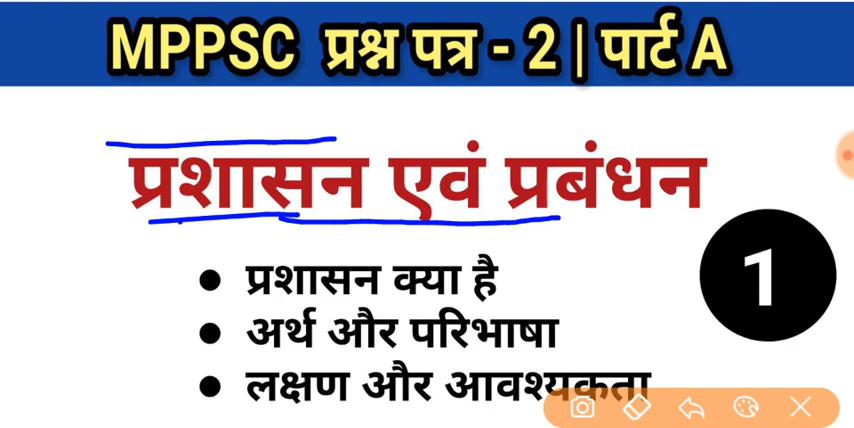 MPPSC प्रश्न पत्र - 2 | पार्ट A
प्रशासन एवं प्रबंधन
1
• प्रशासन क्या है
• अर्थ और परिभाषा
• लक्षण और आवश्यकता